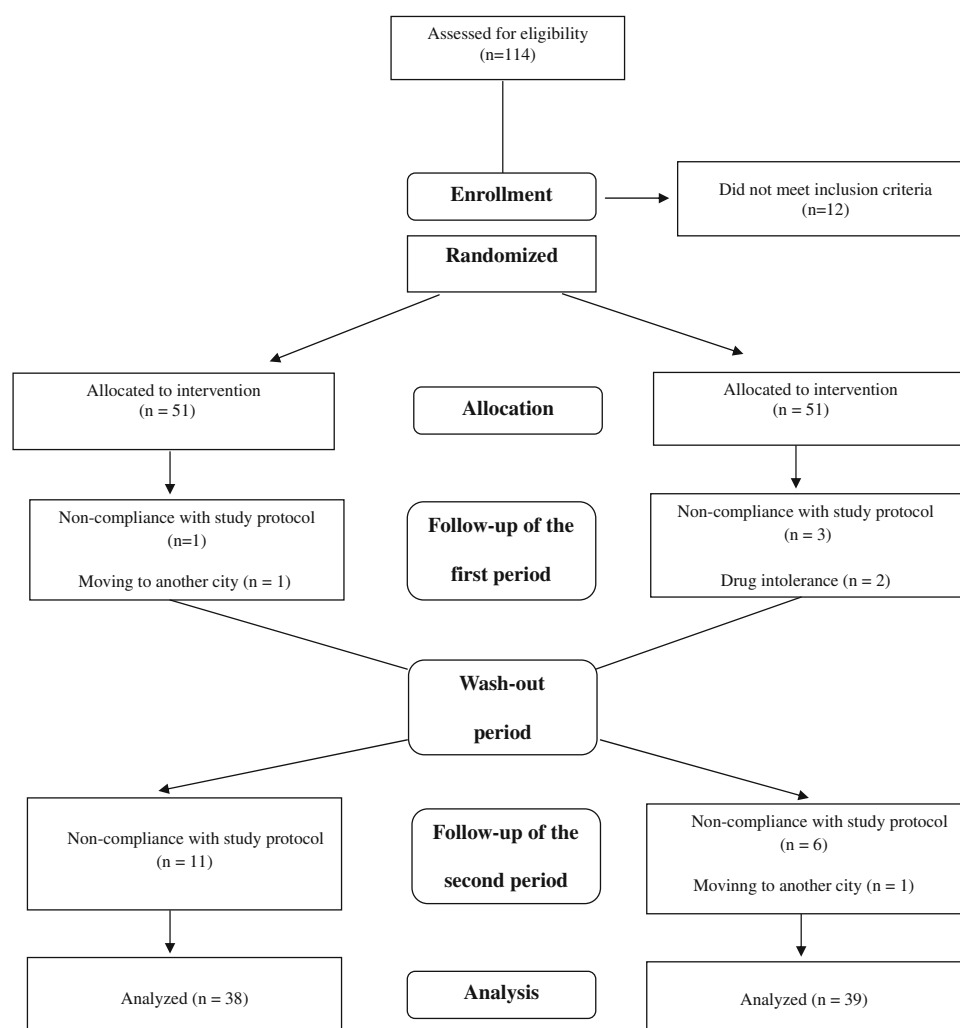 Assessed for eligibility
(n=114)
Enrollment
Did not meet inclusion criteria
(n=12)
Randomized
Allocated to intervention
(n = 51)
Allocation
Allocated to intervention
(n = 51)
Non-compliance with study protocol
(n=1)
Moving to another city (n = 1)
Follow-up of the
first period
Non-compliance with study protocol
(n = 3)
Drug intolerance (n = 2)
Wash-out
period
Non-compliance with study protocol
(n = 11)
Follow-up of the
second period
Non-compliance with study protocol
(n = 6)
Movinng to another city (n = 1)
Analyzed (n = 38)
Analysis
Analyzed (n = 39)